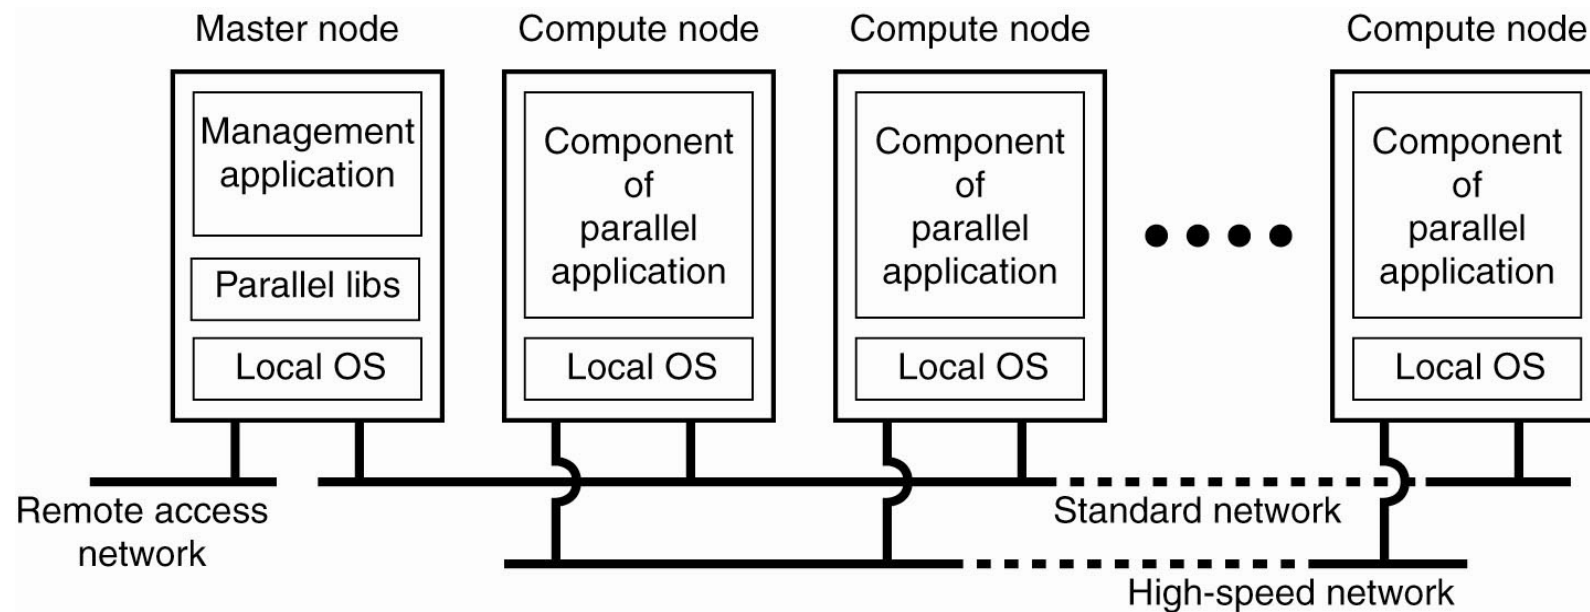 Master node
Compute node
Compute node
Compute node
Management
application
Parallel libs
Local OS
Component
of
parallel
application
Local OS
Component
of
parallel
application
Local OS
Component
of
parallel
application
Local OS
Remote access
network
Standard network
High-speed network